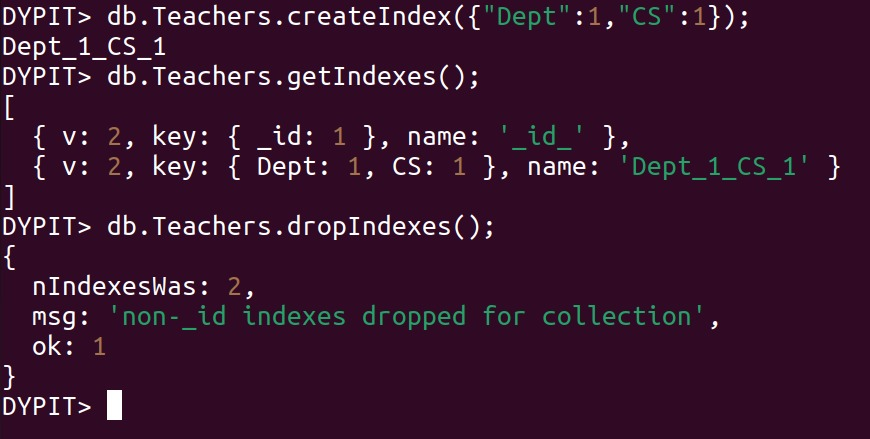 DYPIT> db.Teachers.createIndex({"Dept":1,"CS":1});
Dept_1_CS_1
DYPIT> db.Teachers.getIndexes();
[
  { v: 2, key: { _id: 1 }, name: '_id_' },
  { v: 2, key: { Dept: 1, CS: 1 }, name: 'Dept_1_CS_1' }
]
DYPIT> db.Teachers.dropIndexes();
{
  nIndexesWas: 2,
  msg: 'non-_id indexes dropped for collection',
  ok: 1
}
DYPIT>